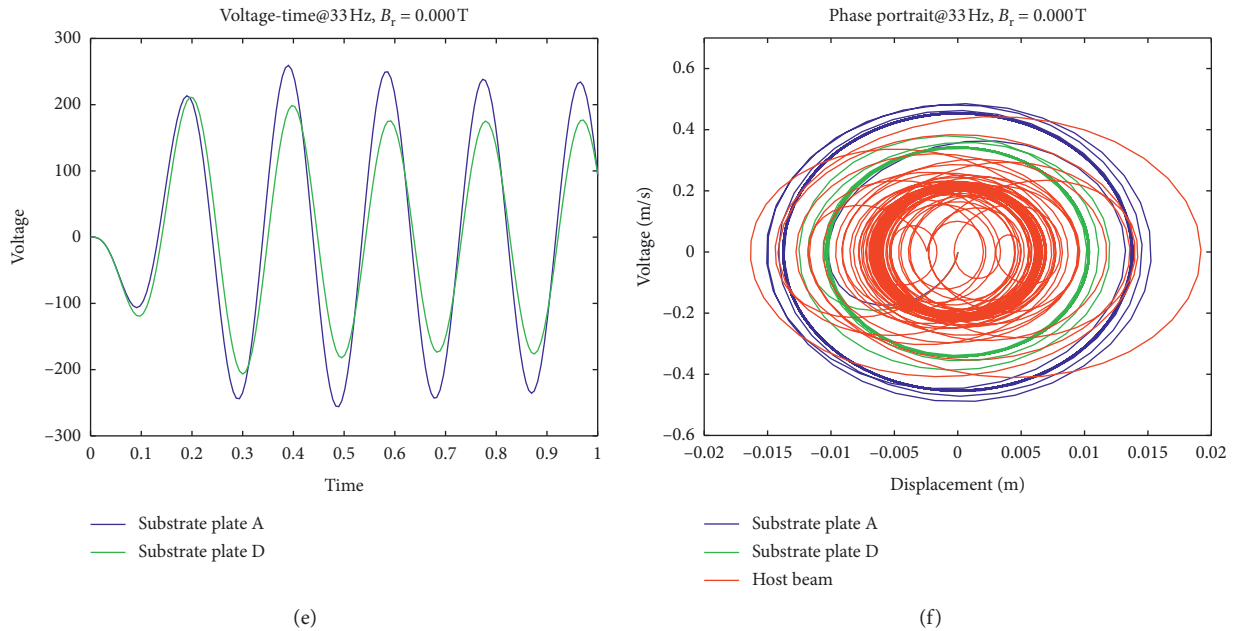 Voltage-time@33 Hz, Br = 0.000 T
300
200
100
0
−100
−200
−300
Voltage
0 0.1 0.2 0.3 0.4 0.5 0.6 0.7 0.8 0.9 1
Time
Substrate plate A
Substrate plate D
(e)
Phase portrait@33 Hz, Br = 0.000 T
0.6
0.4
0.2
0
−0.2
−0.4
−0.6
Voltage (m/s)
−0.02 −0.015 −0.01 −0.005 0 0.005 0.01 0.015 0.02
Displacement (m)
Substrate plate A
Substrate plate D
Host beam
(f)